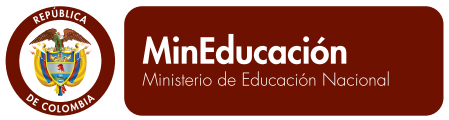 REPÚBLICA
DE COLOMBIA
MinEducación
Ministerio de Educación Nacional